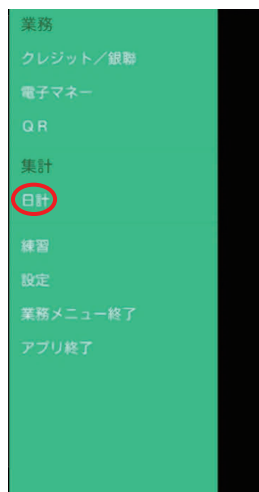 業務
クレジット／銀聯
電子マネー
ＱＲ
集計
日計
練習
設定
業務メニュー終了
アプリ終了